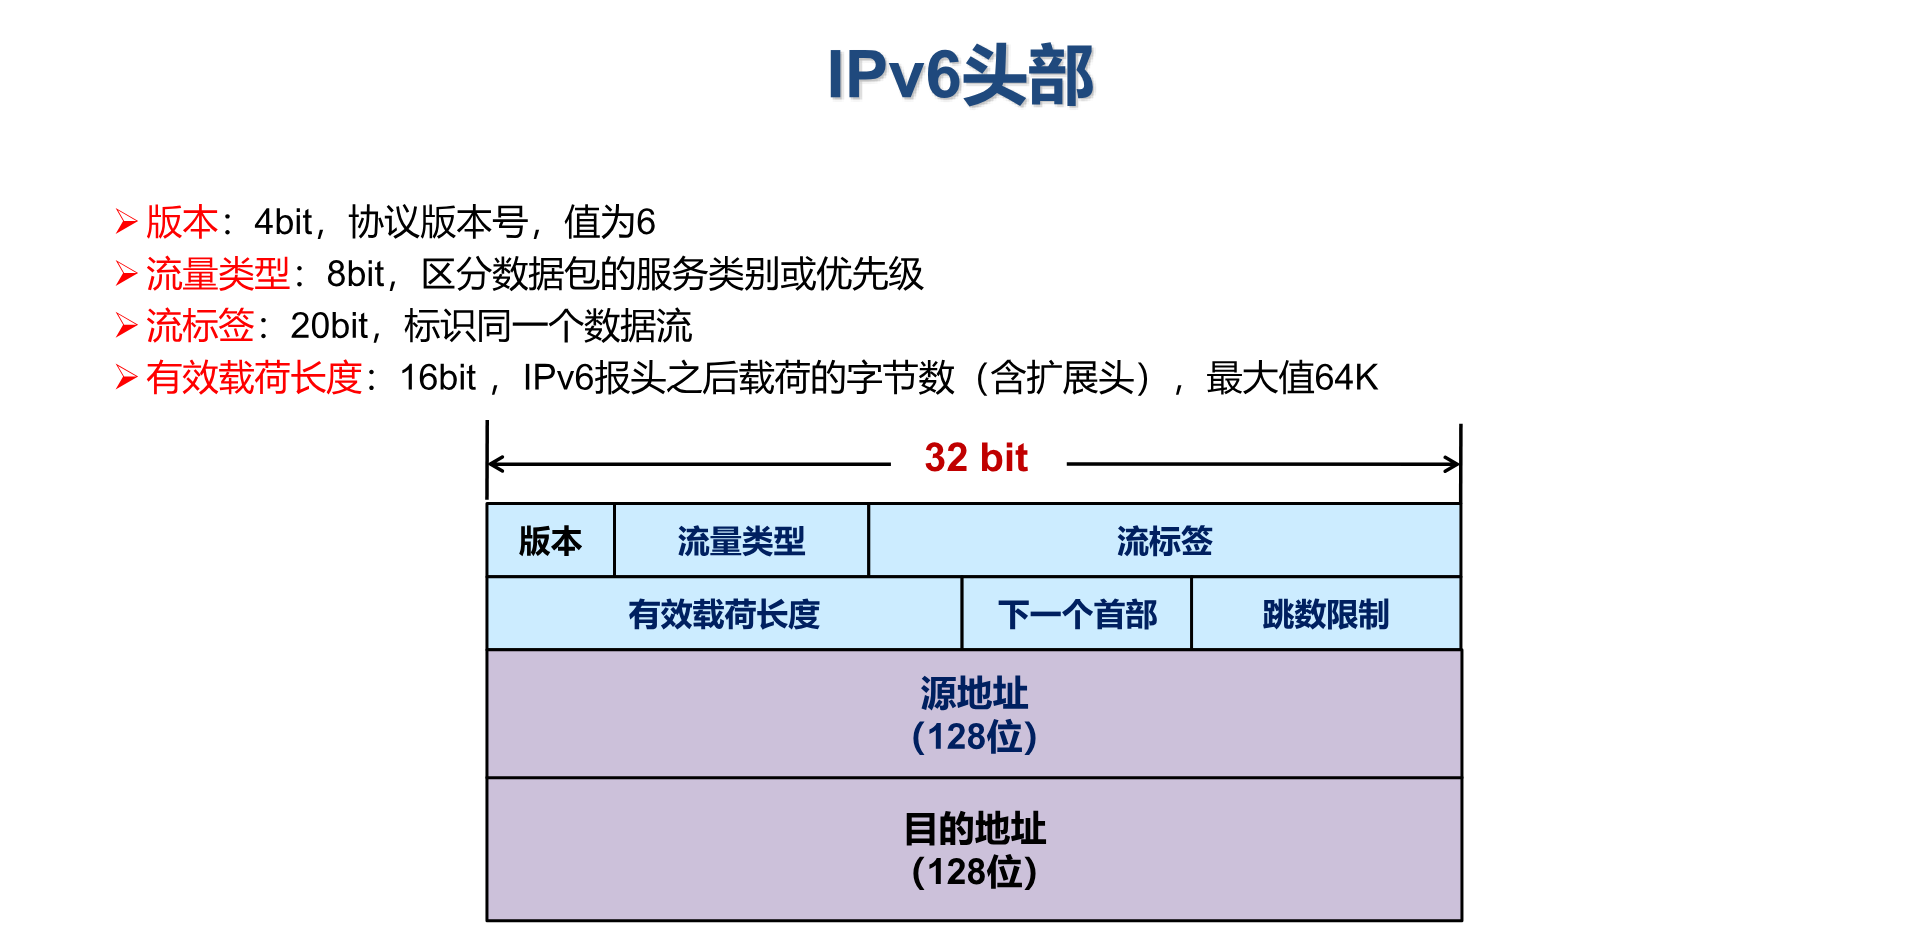 IPv6头部
版本：4bit，协议版本号，值为6
流量类型：8bit，区分数据包的服务类别或优先级
流标签：20bit，标识同一个数据流
有效载荷长度：16bit ，IPv6报头之后载荷的字节数（含扩展头），最大值64K
32 bit
版本 流量类型 流标签
有效载荷长度 下一个首部 跳数限制
源地址
（128位）
目的地址
（128位）